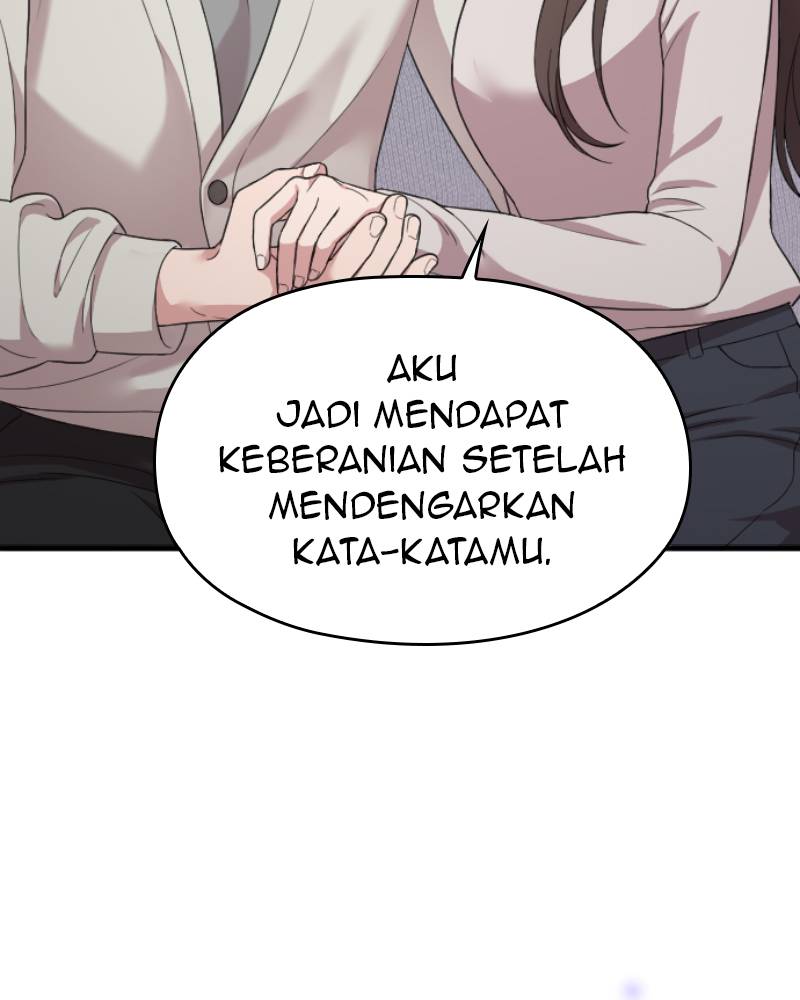 AKU
JADI MENDAPAT
KEBERANIAN SETELAH
MENDENGARKAN
KATA-KATAMU.